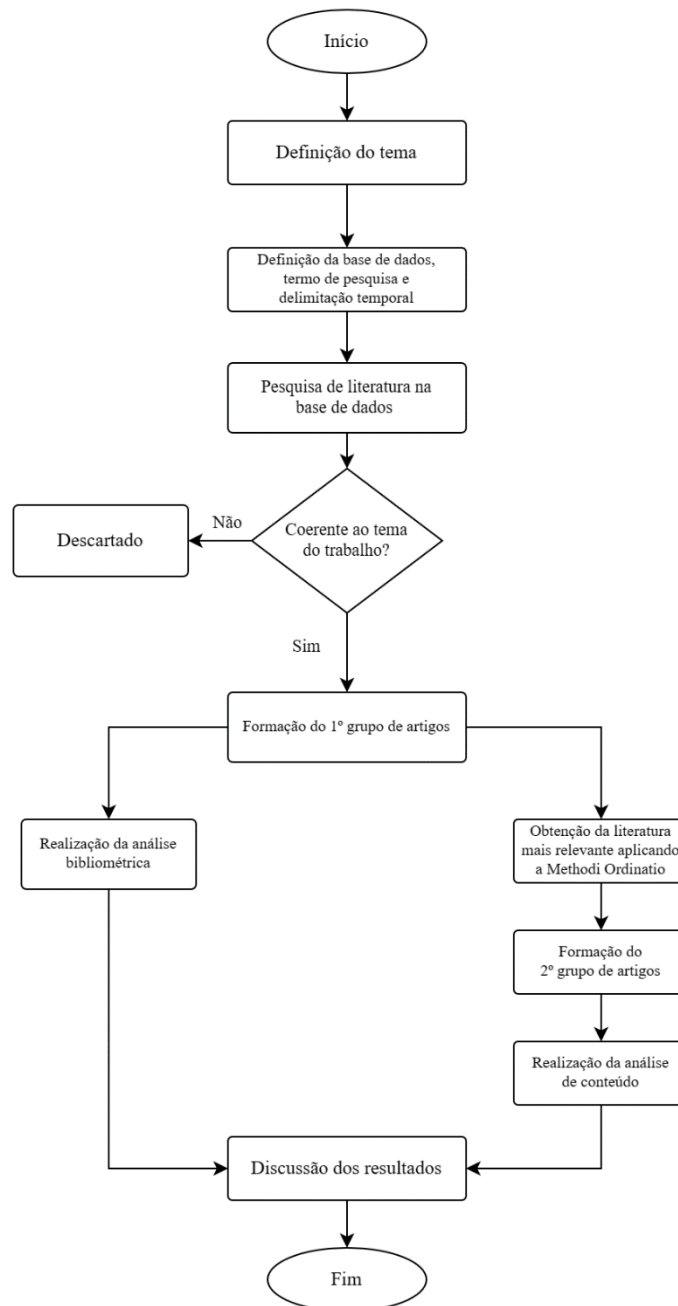 Início
Definição do tema
Definição da base de dados,
termo de pesquisa e
delimitação temporal
Pesquisa de literatura na
base de dados
Coerente ao tema
do trabalho?
Não
Descartado
Sim
Formação do 1º grupo de artigos
Realização da análise
bibliométrica
Obtenção da literatura
mais relevante aplicando
a Methodi Ordinatio
Formação do
2º grupo de artigos
Realização da análise
de conteúdo
Discussão dos resultados
Fim